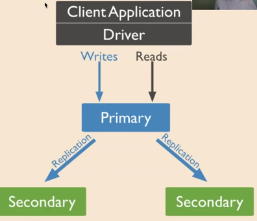 Client Application
Driver
Writes Reads
Primary
Replication Replication
Secondary Secondary